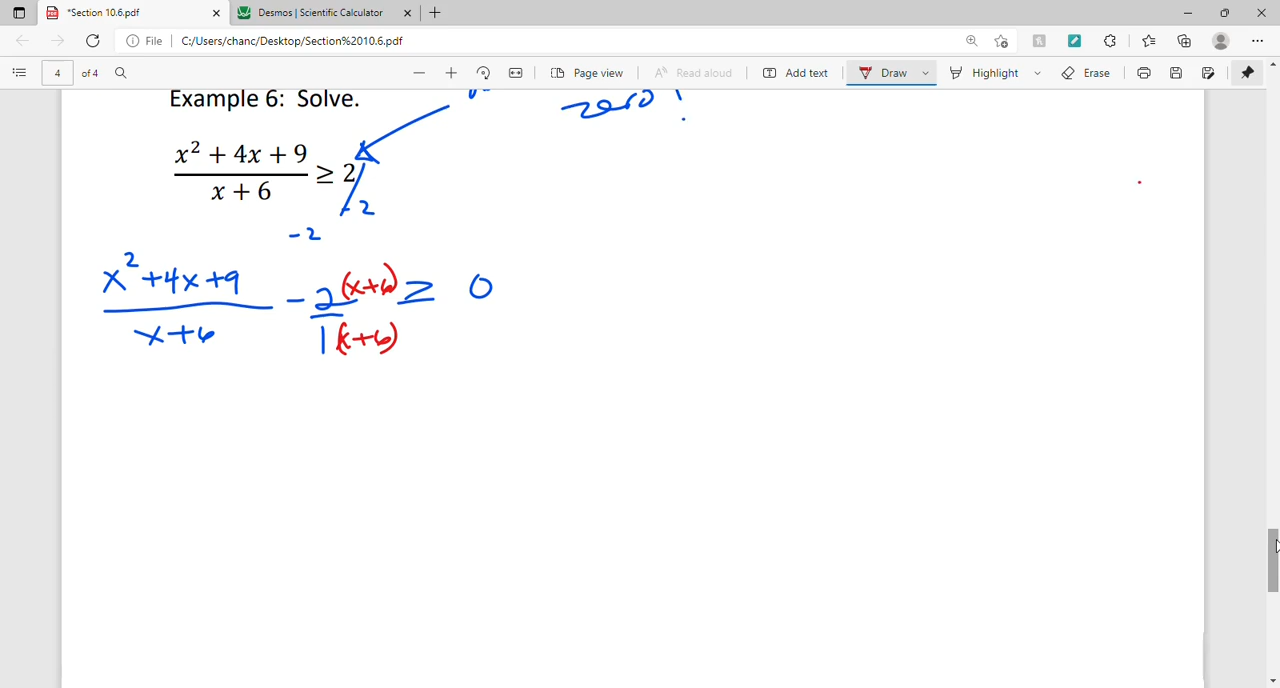 *Section 10.6.pdf
Desmos | Scientific Calculator
File | C:/Users/chanc/Desktop/Section%2010.6.pdf
4 of 4
Page view
Read aloud
Add text
Draw
Highlight
Erase
zero!
Example 6: Solve.
x² + 4x + 9
≥ 2
x + 6
-2
-2
x²+4x+9
-2(x+6) ≥ 0
x+6
1(x+6)